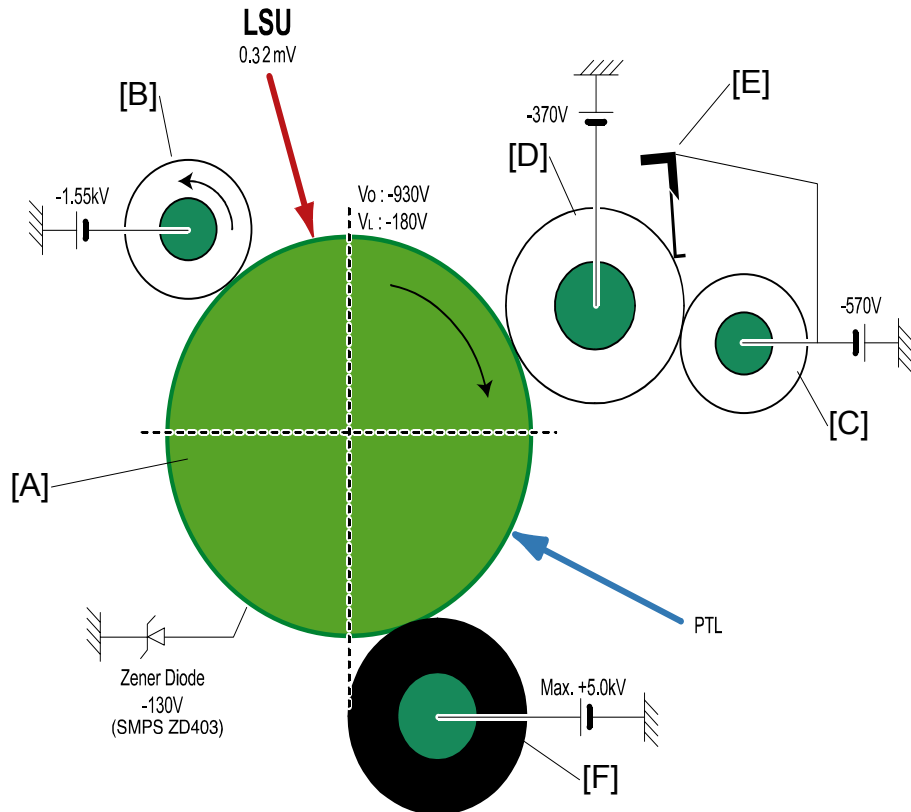 LSU
0.32mV
[B]
-370V
[E]
[D]
-1.55kV
Vo : -930V
VL : -180V
-570V
[C]
[A]
PTL
Zener Diode
-130V
(SMPS ZD403)
Max. +5.0kV
[F]